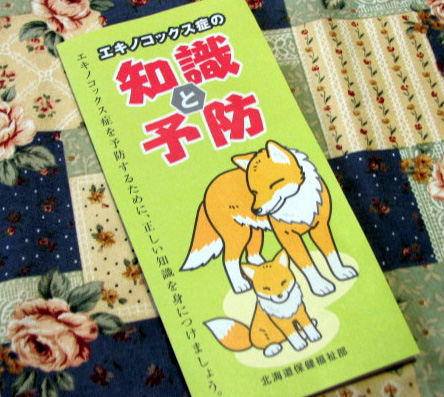 エキノコックス症の
知識
と
予防
エキノコックス症を予防するために、正しい知識を身につけましょう。
北海道保健福祉部